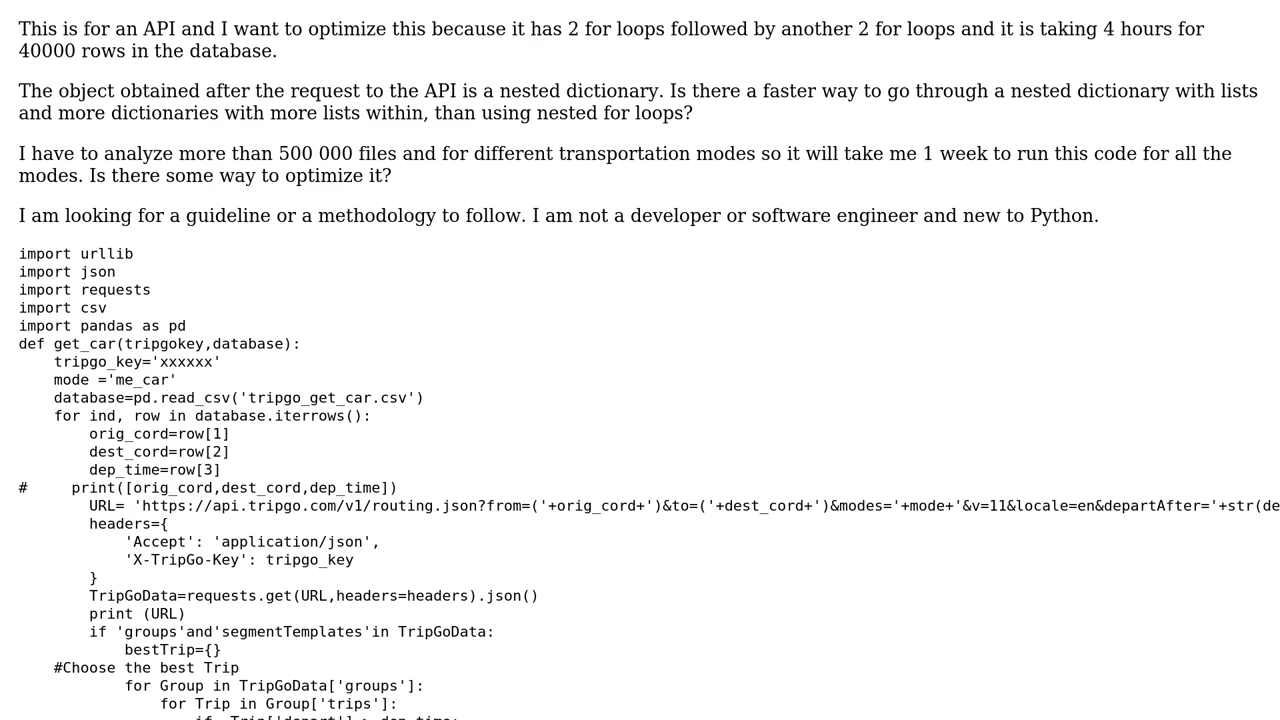 This is for an API and I want to optimize this because it has 2 for loops followed by another 2 for loops and it is taking 4 hours for
40000 rows in the database.
The object obtained after the request to the API is a nested dictionary. Is there a faster way to go through a nested dictionary with lists
and more dictionaries with more lists within, than using nested for loops?
I have to analyze more than 500 000 files and for different transportation modes so it will take me 1 week to run this code for all the
modes. Is there some way to optimize it?
I am looking for a guideline or a methodology to follow. I am not a developer or software engineer and new to Python.
import urllib
import json
import requests
import csv
import pandas as pd
def get_car(tripgokey,database):
    tripgo_key='xxxxxx'
    mode ='me_car'
    database=pd.read_csv('tripgo_get_car.csv')
    for ind, row in database.iterrows():
        orig_cord=row[1]
        dest_cord=row[2]
        dep_time=row[3]
#     print([orig_cord,dest_cord,dep_time])
        URL= 'https://api.tripgo.com/v1/routing.json?from=('+orig_cord+')&to=('+dest_cord+')&modes='+mode+'&v=11&locale=en&departAfter='+str(de
        headers={
            'Accept': 'application/json',
            'X-TripGo-Key': tripgo_key
        }
        TripGoData=requests.get(URL,headers=headers).json()
        print (URL)
        if 'groups'and'segmentTemplates'in TripGoData:
            bestTrip={}
    #Choose the best Trip
            for Group in TripGoData['groups']:
                for Trip in Group['trips']:
                    if  Trip['depart'] > dep_time: